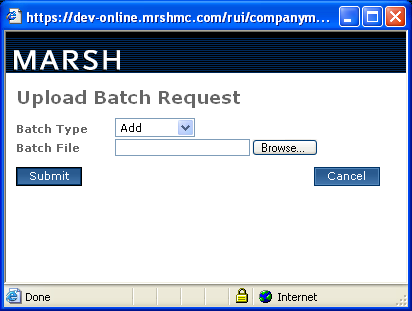 https://dev-online.mrshmc.com/rui/companym...
MARSH
Upload Batch Request
Batch Type Add
Batch File Browse...
Submit Cancel
Done Internet